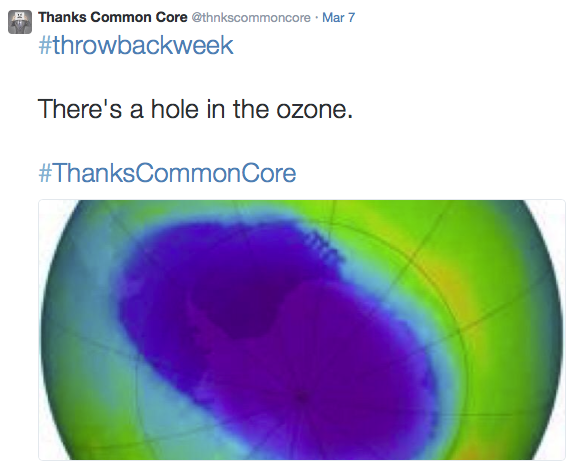 Thanks Common Core @thnkscommoncore · Mar 7
#throwbackweek
There's a hole in the ozone.
#ThanksCommonCore